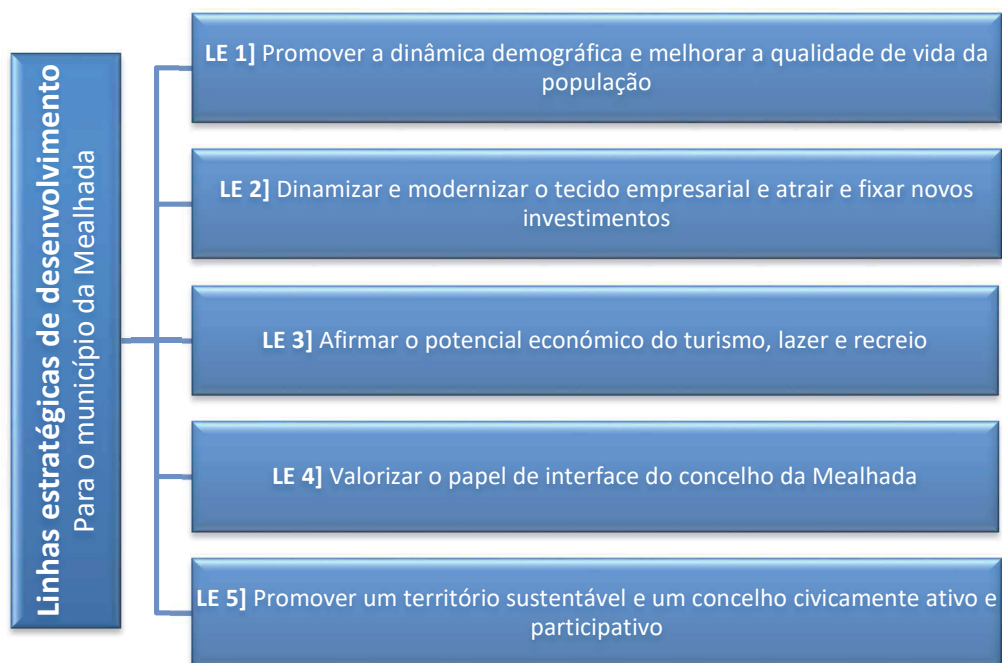 Linhas estratégicas de desenvolvimento
Para o município da Mealhada
LE 1] Promover a dinâmica demográfica e melhorar a qualidade de vida da
população
LE 2] Dinamizar e modernizar o tecido empresarial e atrair e fixar novos
investimentos
LE 3] Afirmar o potencial económico do turismo, lazer e recreio
LE 4] Valorizar o papel de interface do concelho da Mealhada
LE 5] Promover um território sustentável e um concelho civicamente ativo e
participativo